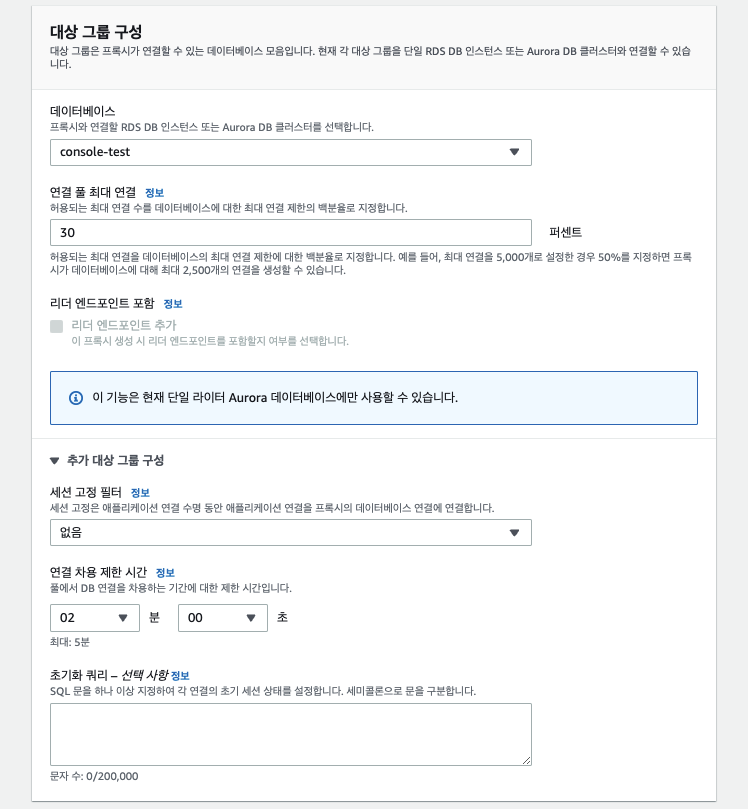 대상 그룹 구성
대상 그룹은 프록시가 연결할 수 있는 데이터베이스 모음입니다. 현재 각 대상 그룹을 단일 RDS DB 인스턴스 또는 Aurora DB 클러스터와 연결할 수 있습
니다.
데이터베이스
프록시와 연결할 RDS DB 인스턴스 또는 Aurora DB 클러스터를 선택합니다.
console-test
연결 풀 최대 연결 정보
허용되는 최대 연결 수를 데이터베이스에 대한 최대 연결 제한의 백분율로 지정합니다.
30 퍼센트
허용되는 최대 연결을 데이터베이스의 최대 연결 제한에 대한 백분율로 지정합니다. 예를 들어, 최대 연결을 5,000개로 설정한 경우 50%를 지정하면 프록
시가 데이터베이스에 대해 최대 2,500개의 연결을 생성할 수 있습니다.
리더 엔드포인트 포함 정보
리더 엔드포인트 추가
이 프록시 생성 시 리더 엔드포인트를 포함할지 여부를 선택합니다.
이 기능은 현재 단일 라이터 Aurora 데이터베이스에만 사용할 수 있습니다.
추가 대상 그룹 구성
세션 고정 필터 정보
세션 고정은 애플리케이션 연결 수명 동안 애플리케이션 연결을 프록시의 데이터베이스 연결에 연결합니다.
없음
연결 차용 제한 시간 정보
풀에서 DB 연결을 차용하는 기간에 대한 제한 시간입니다.
02 분 00 초
최대: 5분
초기화 쿼리 – 선택 사항 정보
SQL 문을 하나 이상 지정하여 각 연결의 초기 세션 상태를 설정합니다. 세미콜론으로 문을 구분합니다.
문자 수: 0/200,000